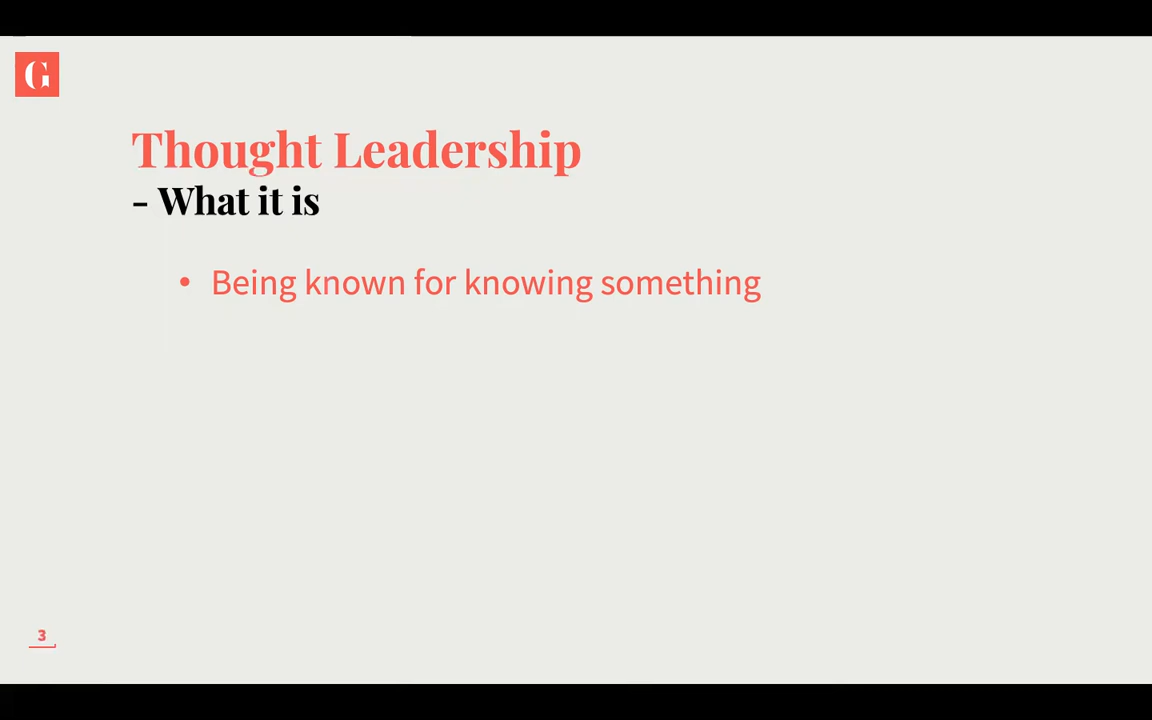 G
Thought Leadership
- What it is
• Being known for knowing something
3